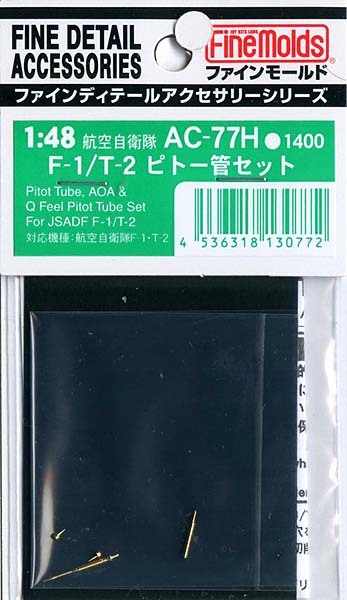 FINE DETAIL
ACCESSORIES
JOY KITS LABO.
FineMolds
ファインモールド
ファインディテールアクセサリーシリーズ
1:48 航空自衛隊 AC-77H ●1400
F-1/T-2 ピトー管セット
Pitot Tube, AOA &
Q Feel Pitot Tube Set
For JSADF F-1/T-2
対応機種:航空自衛隊F-1・T-2
4 536318 130772